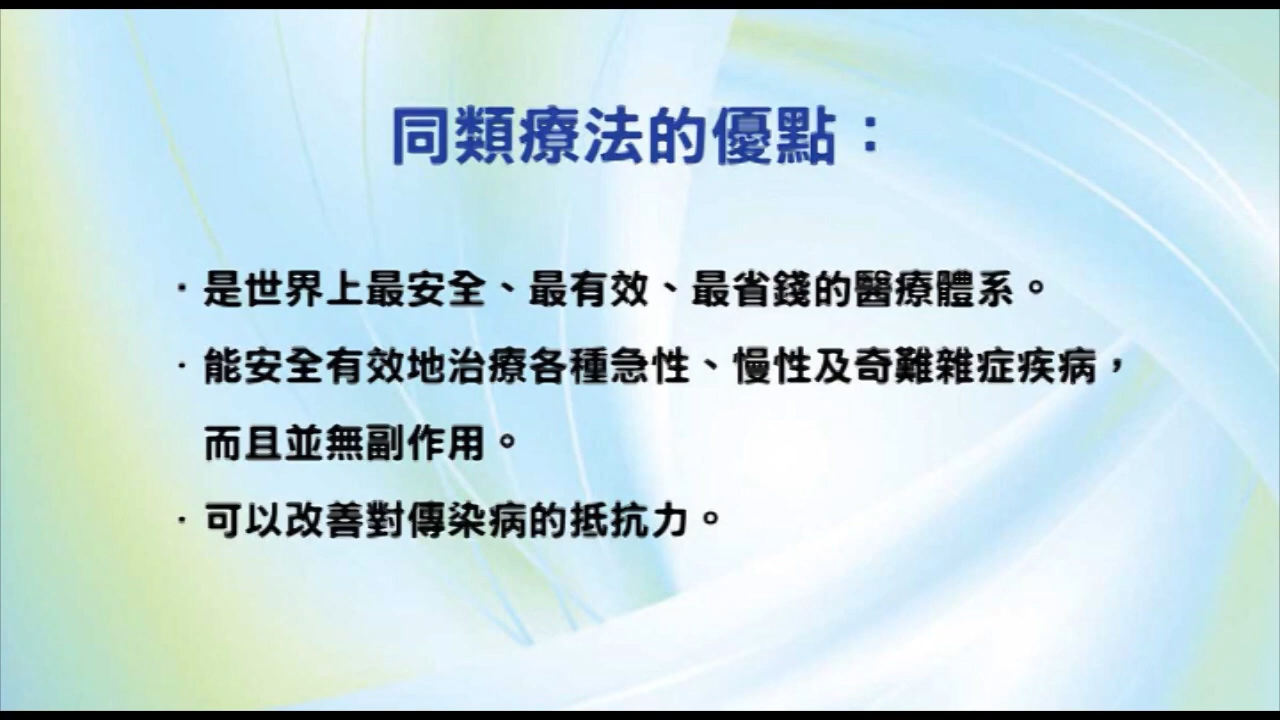 同類療法的優點：
·是世界上最安全、最有效、最省錢的醫療體系。
·能安全有效地治療各種急性、慢性及奇難雜症疾病，
而且並無副作用。
·可以改善對傳染病的抵抗力。